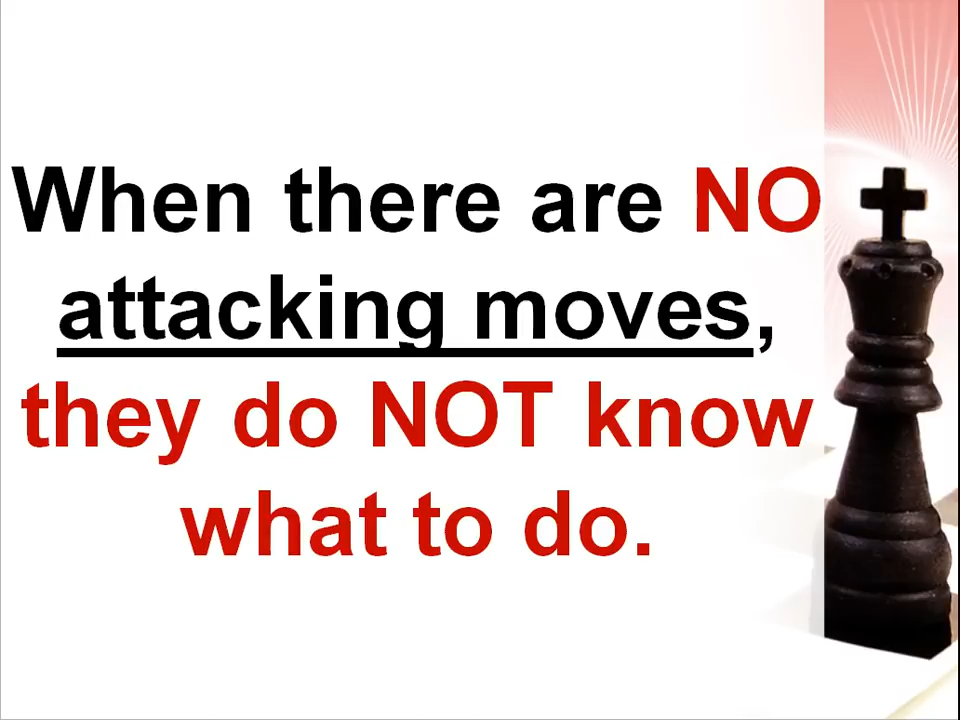 When there are NO
attacking moves,
they do NOT know
what to do.